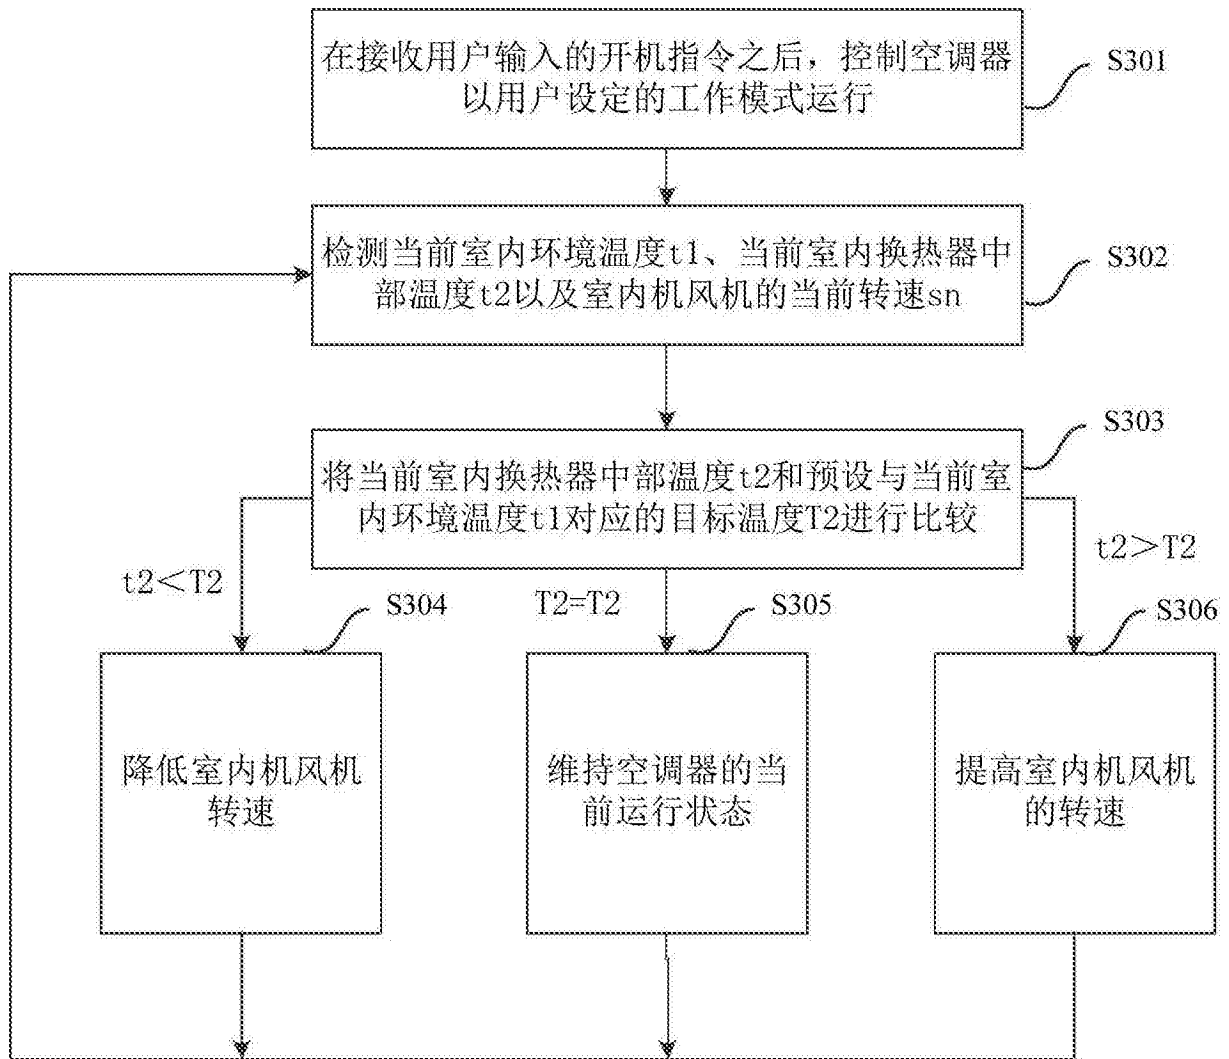 在接收用户输入的开机指令之后，控制空调器
以用户设定的工作模式运行
S301
检测当前室内环境温度t1、当前室内换热器中
部温度t2以及室内机风机的当前转速sn
S302
将当前室内换热器中部温度t2和预设与当前室
内环境温度t1对应的目标温度T2进行比较
S303
t2＜T2
T2=T2
t2＞T2
S304
S305
S306
降低室内机风机
转速
维持空调器的当
前运行状态
提高室内机风机
的转速